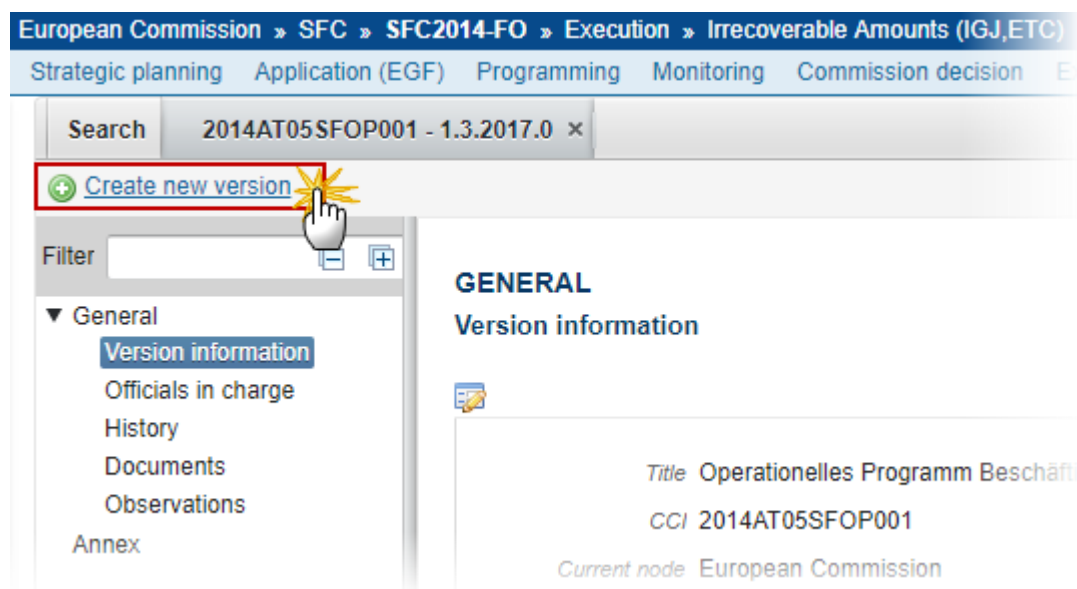 European Commission » SFC » SFC2014-FO » Execution » Irrecoverable Amounts (IGJ,ETC)
Strategic planning Application (EGF) Programming Monitoring Commission decision
Search 2014AT05SFOP001 - 1.3.2017.0 ×
Create new version
Filter
GENERAL
▼ General
Version information
Version information
Officials in charge
History
Documents
Title Operationelles Programm Beschäfti
Observations
CCI 2014AT05SFOP001
Annex
Current node European Commission